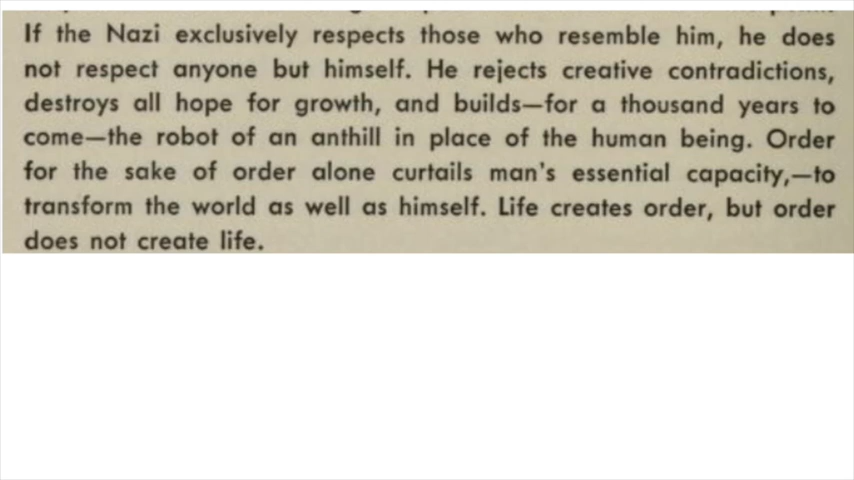 If the Nazi exclusively respects those who resemble him, he does
not respect anyone but himself. He rejects creative contradictions,
destroys all hope for growth, and builds—for a thousand years to
come—the robot of an anthill in place of the human being. Order
for the sake of order alone curtails man's essential capacity,—to
transform the world as well as himself. Life creates order, but order
does not create life.